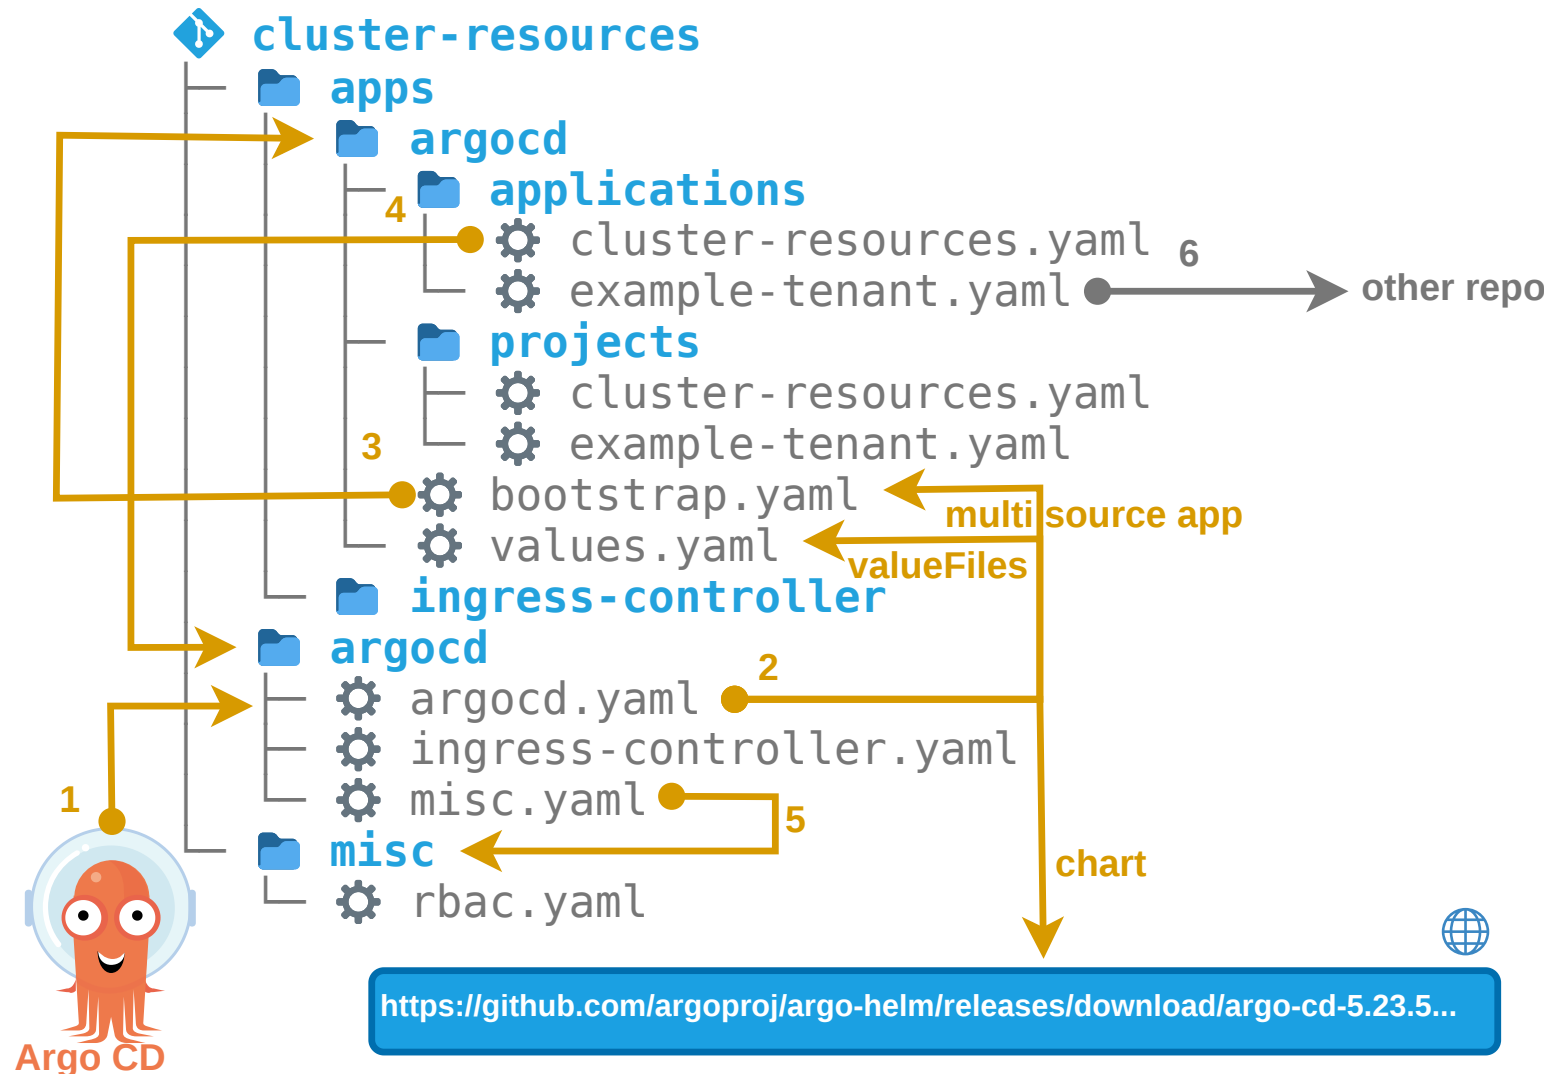 cluster-resources
apps
argocd
applications
4
cluster-resources.yaml
6
example-tenant.yaml
other repo
projects
cluster-resources.yaml
example-tenant.yaml
3
bootstrap.yaml
multi source app
values.yaml
valueFiles
ingress-controller
argocd
2
argocd.yaml
ingress-controller.yaml
1
misc.yaml
5
misc
chart
rbac.yaml
https://github.com/argoproj/argo-helm/releases/download/argo-cd-5.23.5...
Argo CD